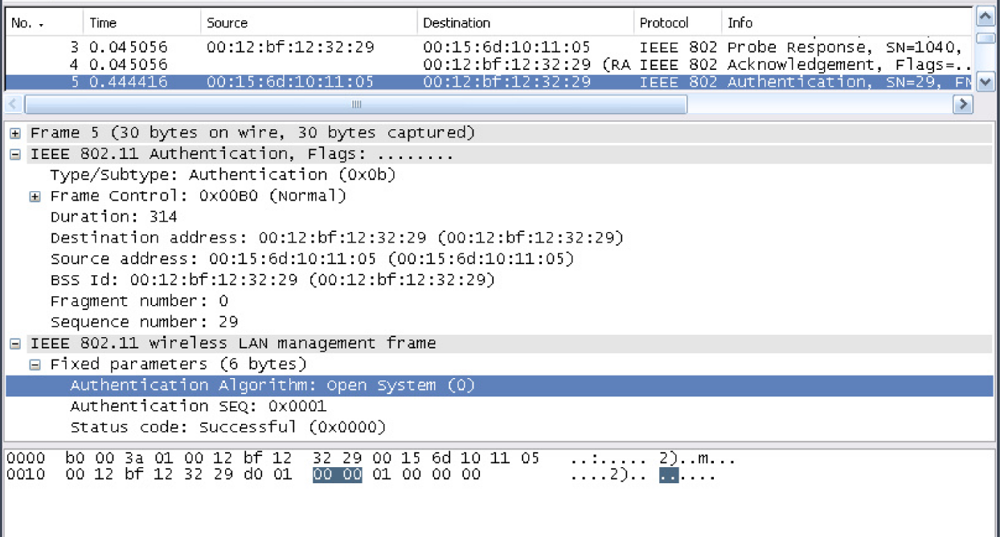 No. Time Source Destination Protocol Info
3 0.045056 00:12:bf:12:32:29 00:15:6d:10:11:05 IEEE 802 Probe Response, SN=1040,
4 0.045056 00:12:bf:12:32:29 (RA IEEE 802 Acknowledgement, Flags=..
5 0.444416 00:15:6d:10:11:05 00:12:bf:12:32:29 IEEE 802 Authentication, SN=29, FN
Frame 5 (30 bytes on wire, 30 bytes captured)
IEEE 802.11 Authentication, Flags: ........
Type/Subtype: Authentication (0x0b)
Frame Control: 0x00B0 (Normal)
Duration: 314
Destination address: 00:12:bf:12:32:29 (00:12:bf:12:32:29)
Source address: 00:15:6d:10:11:05 (00:15:6d:10:11:05)
BSS Id: 00:12:bf:12:32:29 (00:12:bf:12:32:29)
Fragment number: 0
Sequence number: 29
IEEE 802.11 wireless LAN management frame
Fixed parameters (6 bytes)
Authentication Algorithm: Open System (0)
Authentication SEQ: 0x0001
Status code: Successful (0x0000)
0000 b0 00 3a 01 00 12 bf 12 32 29 00 15 6d 10 11 05 ..:..... 2)..m...
0010 00 12 bf 12 32 29 d0 01 00 00 01 00 00 00 ....2).. ......